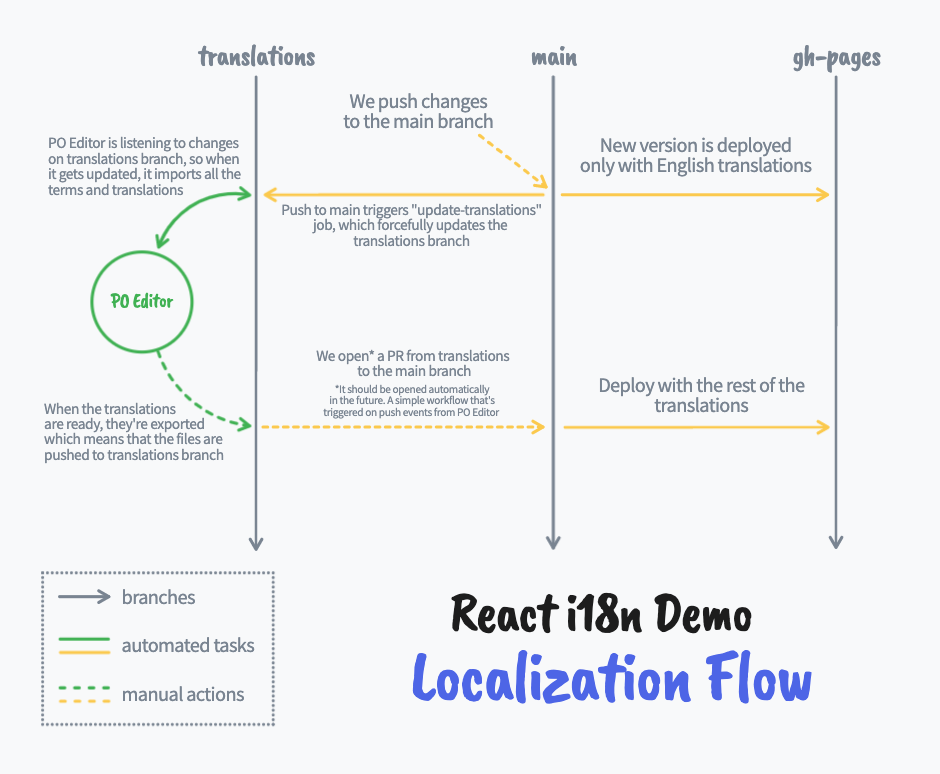 translations
main
gh-pages
We push changes
to the main branch
PO Editor is listening to changes
on translations branch, so when
it gets updated, it imports all the
terms and translations
New version is deployed
only with English translations
Push to main triggers "update-translations"
job, which forcefully updates the
translations branch
PO Editor
We open* a PR from translations
to the main branch
*It should be opened automatically
in the future. A simple workflow that's
triggered on push events from PO Editor
Deploy with the rest of the
translations
When the translations
are ready, they're exported
which means that the files are
pushed to translations branch
branches
automated tasks
manual actions
React i18n Demo
Localization Flow